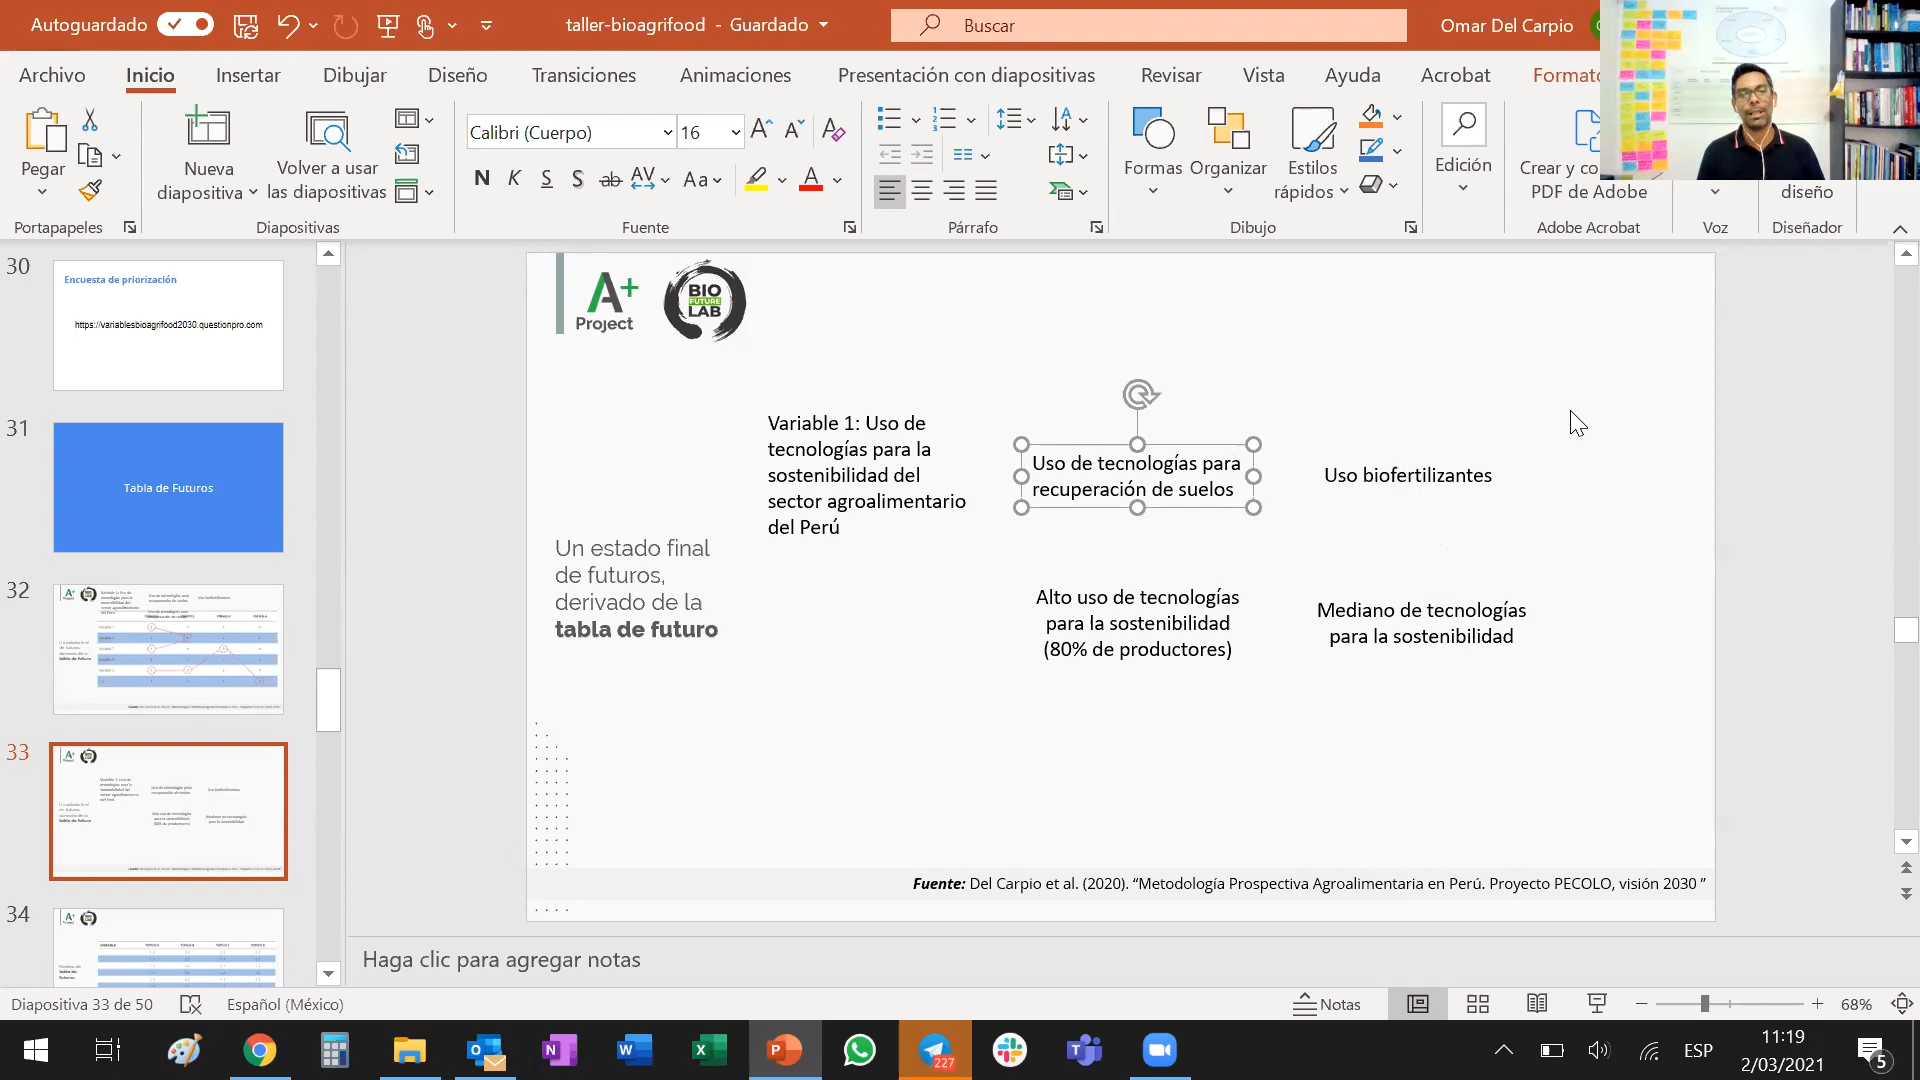 Autoguardado
taller-bioagrifood - Guardado
Buscar
Omar Del Carpio
Archivo
Inicio
Insertar
Dibujar
Diseño
Transiciones
Animaciones
Presentación con diapositivas
Revisar
Vista
Ayuda
Acrobat
Formato
Pegar
Nueva
diapositiva
Volver a usar
las diapositivas
Calibri (Cuerpo)
16
N K S S ab AV Aa A
Formas
Organizar
Estilos
rápidos
Edición
Crear y co
PDF de Adobe
diseño
Portapapeles
Diapositivas
Fuente
Párrafo
Dibujo
Adobe Acrobat
Voz
Diseñador
30
Encuesta de priorización
https://variablesbioagrifood2030.questionpro.com
31
Tabla de Futuros
32
33
34
A+
Project
BIO
FUTURE
LAB
Variable 1: Uso de
tecnologías para la
sostenibilidad del
sector agroalimentario
del Perú
Uso de tecnologías para
recuperación de suelos
Uso biofertilizantes
Un estado final
de futuros,
derivado de la
tabla de futuro
Alto uso de tecnologías
para la sostenibilidad
(80% de productores)
Mediano de tecnologías
para la sostenibilidad
Fuente: Del Carpio et al. (2020). “Metodología Prospectiva Agroalimentaria en Perú. Proyecto PECOLO, visión 2030 ”
Haga clic para agregar notas
Diapositiva 33 de 50
Español (México)
Notas
68%
227
ESP
11:19
2/03/2021
5